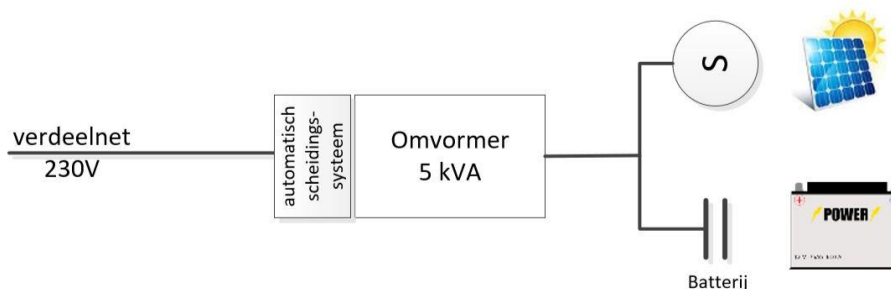 verdeelnet
230V
automatisch
scheidings-
systeem
Omvormer
5 kVA
S
POWER
Batterij